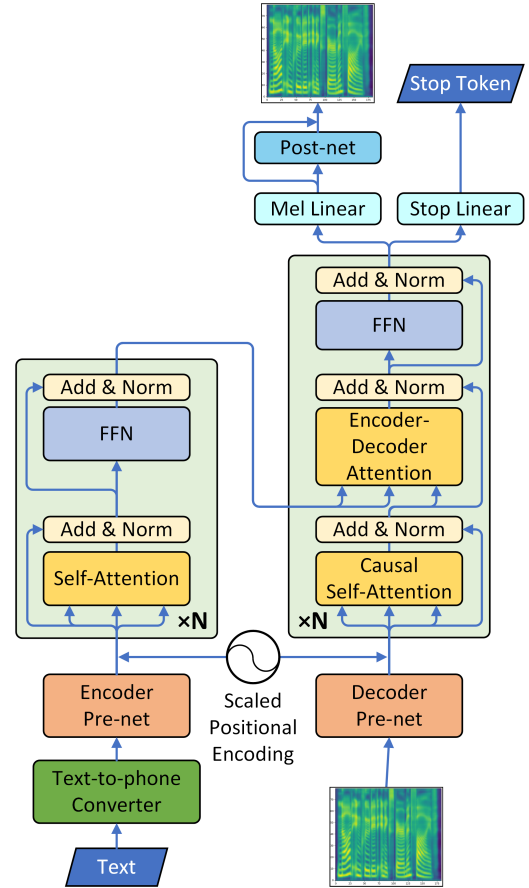 Stop Token
Post-net
Mel Linear
Stop Linear
Add & Norm
FFN
Add & Norm
Encoder-
Decoder
Attention
Add & Norm
Causal
Self-Attention
×N
Add & Norm
FFN
Add & Norm
Self-Attention
×N
Scaled
Positional
Encoding
Encoder
Pre-net
Decoder
Pre-net
Text-to-phone
Converter
Text